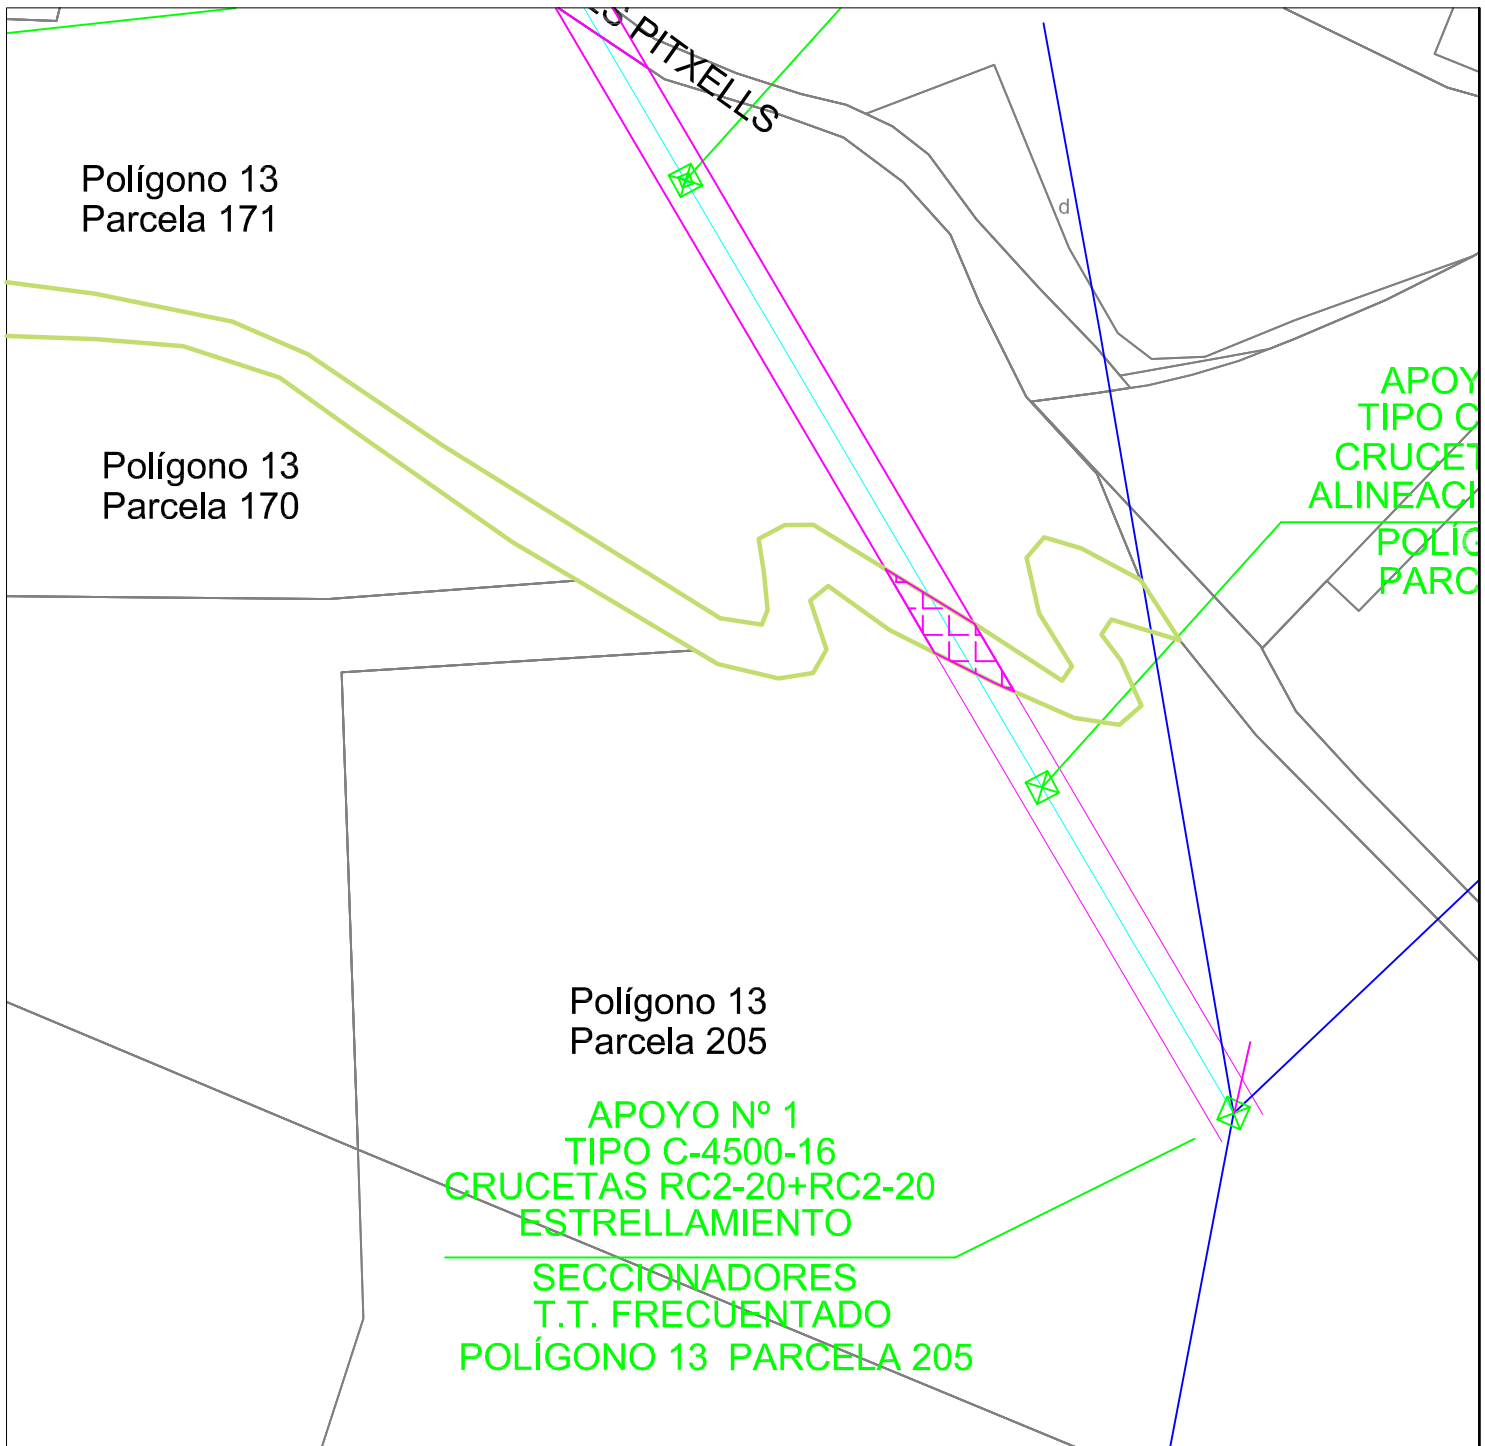 PITXELLS
Polígono 13
Parcela 171
d
Polígono 13
Parcela 170
TIPO C
Polígono 13
Parcela 205
APOYO Nº 1
TIPO C-4500-16
CRUCETAS RC2-20+RC2-20
ESTRELLAMIENTO
SECCIONADORES
T.T. FRECUENTADO
POLÍGONO 13 PARCELA 205